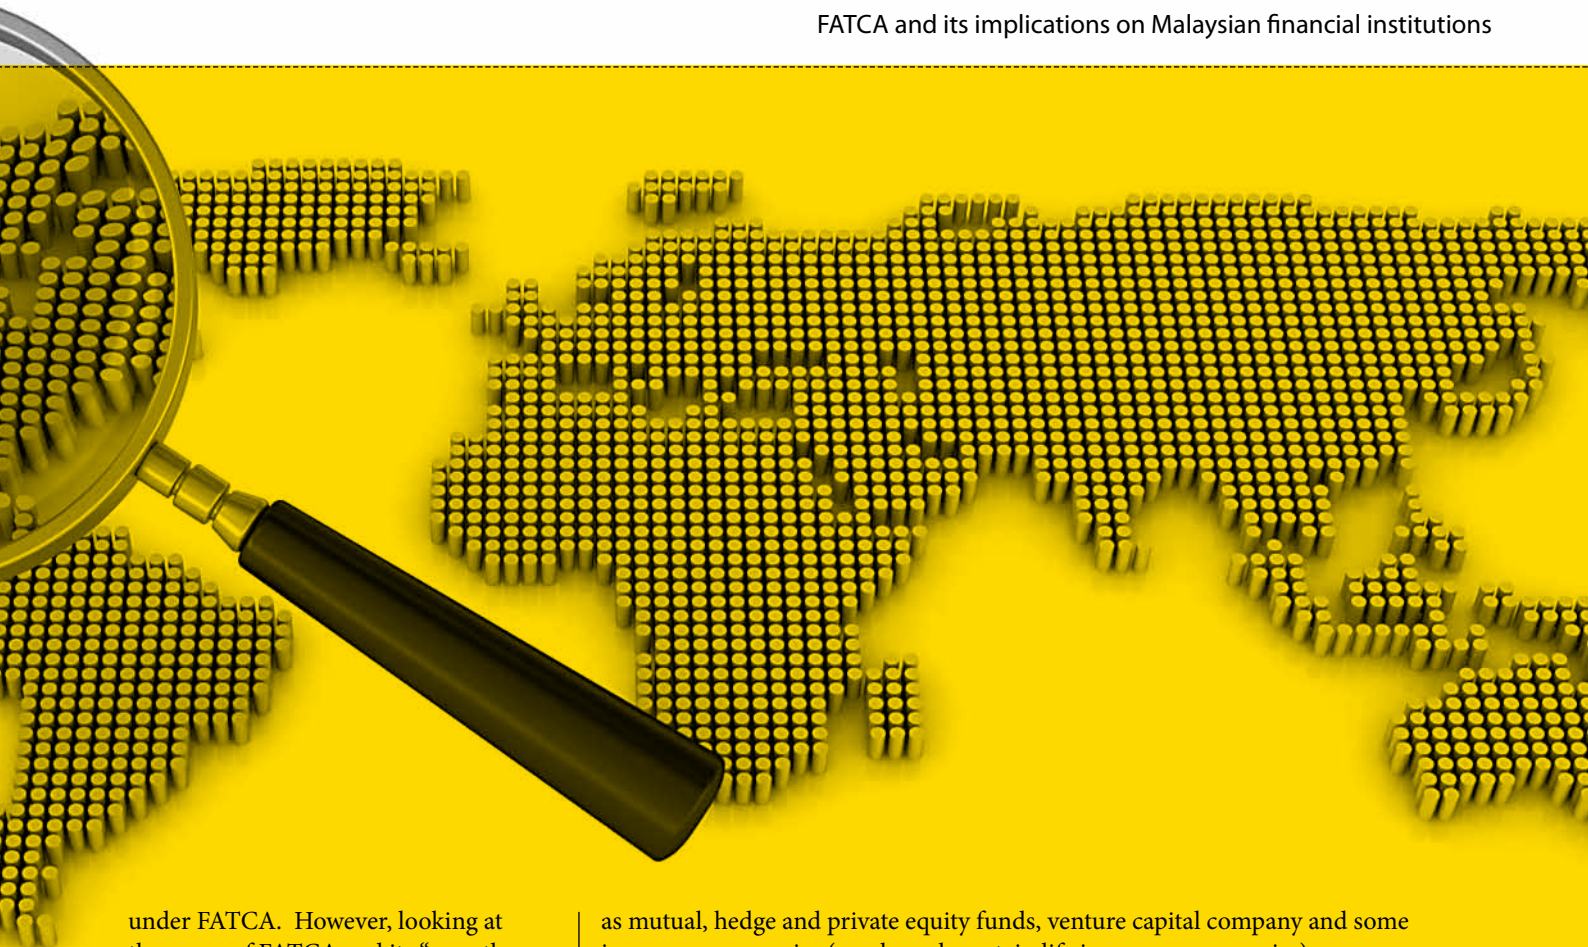 FATCA and its implications on Malaysian financial institutions
under FATCA. However, looking at
as mutual, hedge and private equity funds, venture capital company and some